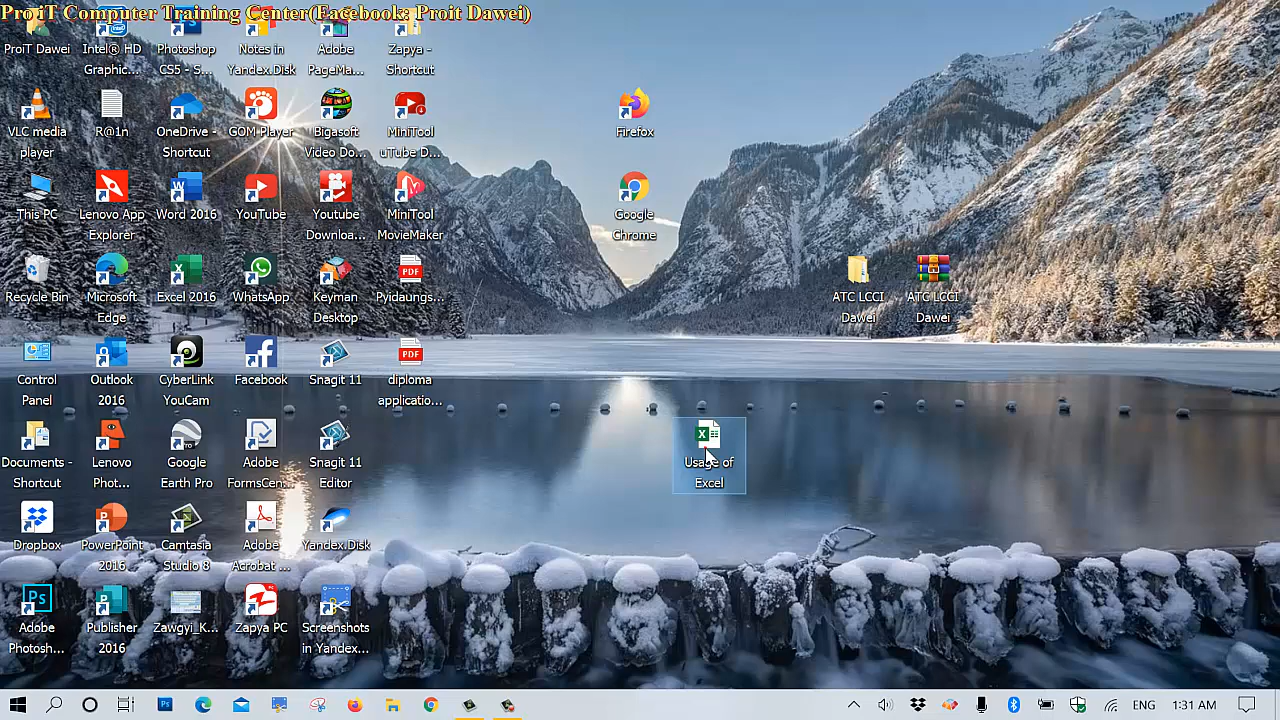 Pro iT Computer Training Center(Facebook: Proit Dawei)
ProiT Dawei
Intel® HD
Graphic...
Photoshop
CS5 - S...
Notes in
Yandex.Disk
Adobe
PageMa...
Zapya -
Shortcut
VLC media
player
R@1n
OneDrive -
Shortcut
GOM Player
Bigasoft
Video Do...
MiniTool
uTube D...
Firefox
This PC
Lenovo App
Explorer
Word 2016
YouTube
Youtube
Downloa...
MiniTool
MovieMaker
Google
Chrome
Recycle Bin
Microsoft
Edge
Excel 2016
WhatsApp
Keyman
Desktop
PDF
Pyidaungs...
ATC LCCI
Dawei
ATC LCCI
Dawei
Control
Panel
Outlook
2016
CyberLink
YouCam
Facebook
Snagit 11
PDF
diploma
applicatio...
Documents -
Shortcut
Lenovo
Phot...
Google
Earth Pro
Adobe
FormsCen...
Snagit 11
Editor
Usage of
Excel
Dropbox
PowerPoint
2016
Camtasia
Studio 8
Adobe
Acrobat ...
Yandex.Disk
Adobe
Photosh...
Publisher
2016
Zawgyi_K...
Zapya PC
Screenshots
in Yandex...
ENG
1:31 AM